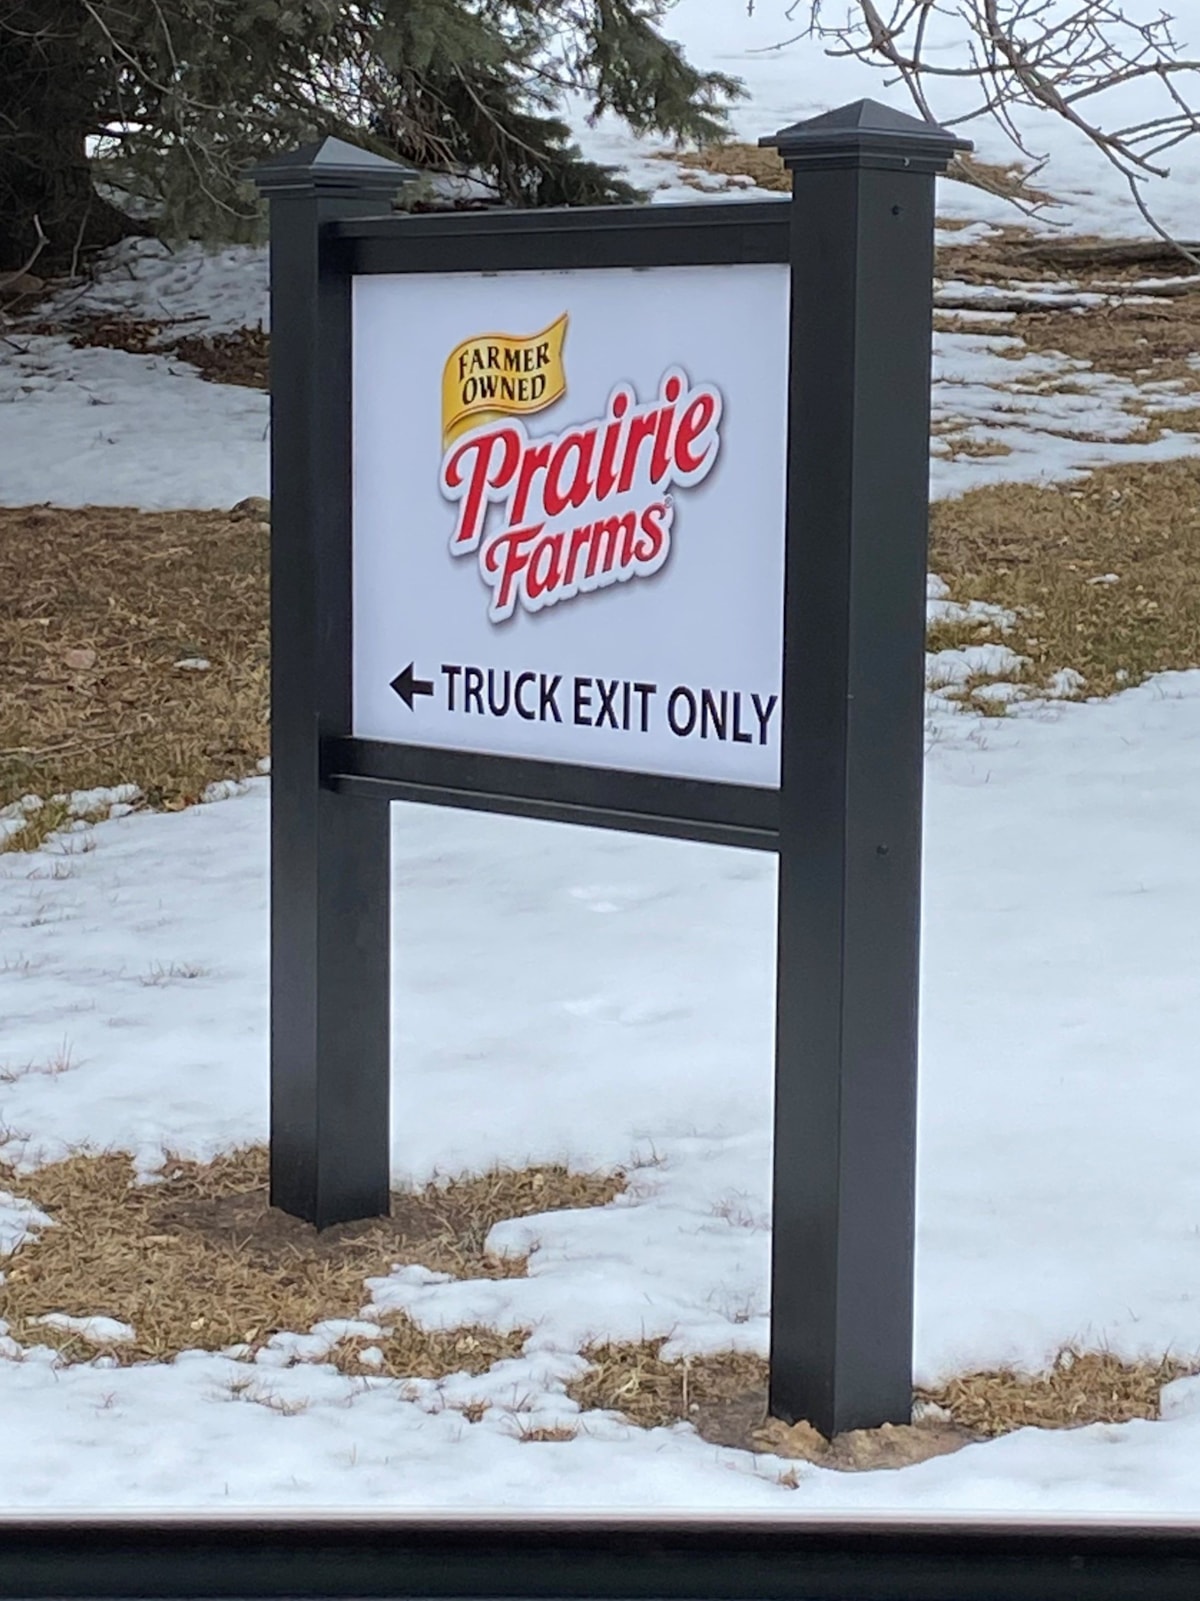 FARMER
OWNED
Prairie
Farms®
←TRUCK EXIT ONLY